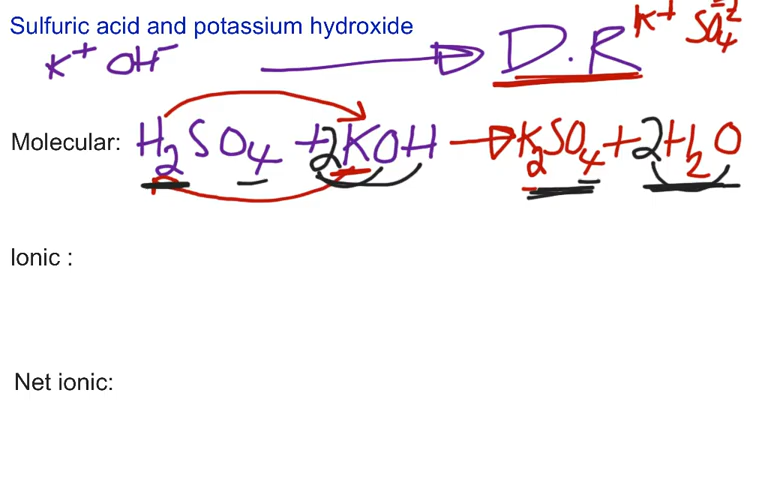 Sulfuric acid and potassium hydroxide
K⁺ OH⁻ → D.R K⁺ SO₄⁻²
Molecular: H₂SO₄ + 2KOH → K₂SO₄ + 2H₂O
Ionic :
Net ionic: